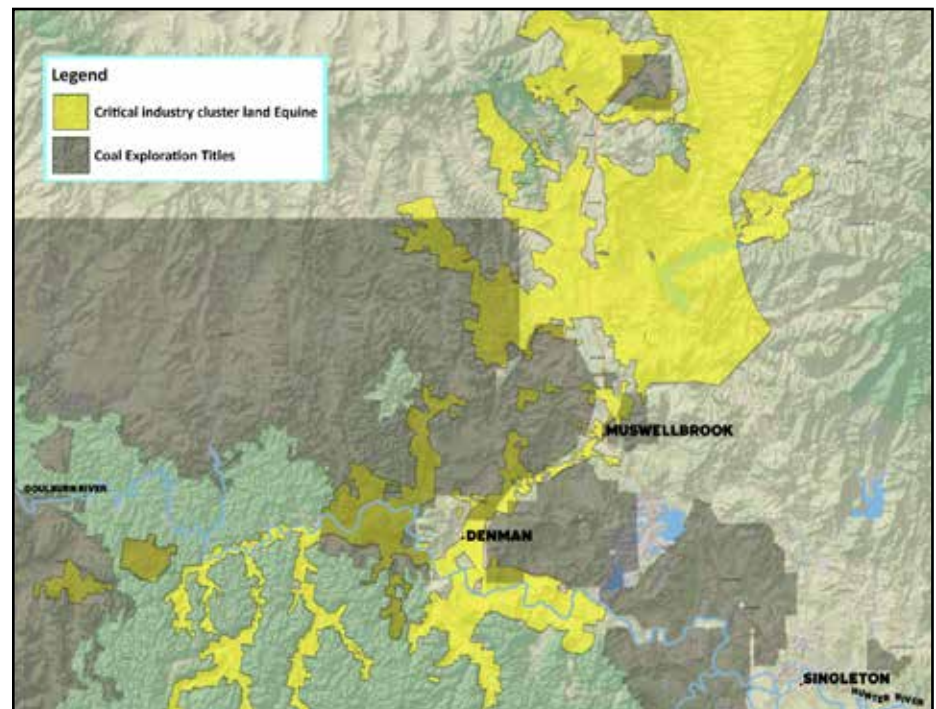 Legend
Critical industry cluster land Equine
Coal Exploration Titles
MUSWELLBROOK
GOULBURN RIVER
DENMAN
SINGLETON
HUNTER RIVER